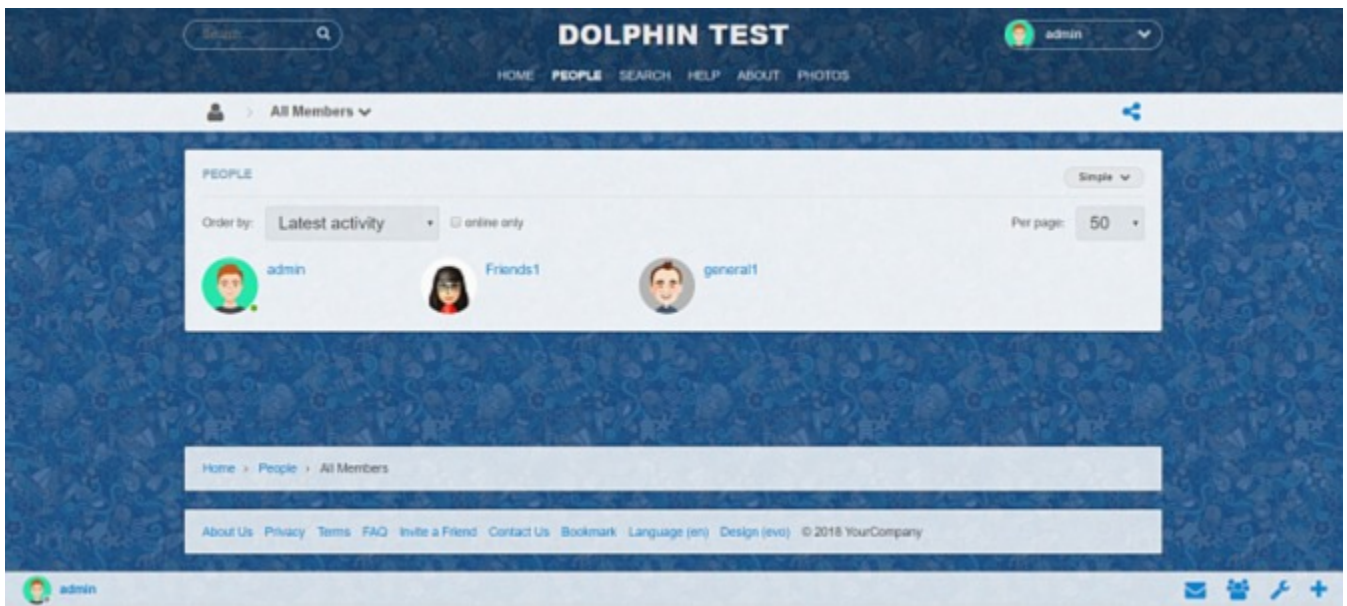 Search
DOLPHIN TEST
admin
HOME PEOPLE SEARCH HELP ABOUT PHOTOS
All Members
PEOPLE
Simple
Order by: Latest activity online only Per page: 50
admin Friends1 general1
Home › People › All Members
About Us Privacy Terms FAQ Invite a Friend Contact Us Bookmark Language (en) Design (evo) © 2018 YourCompany
admin